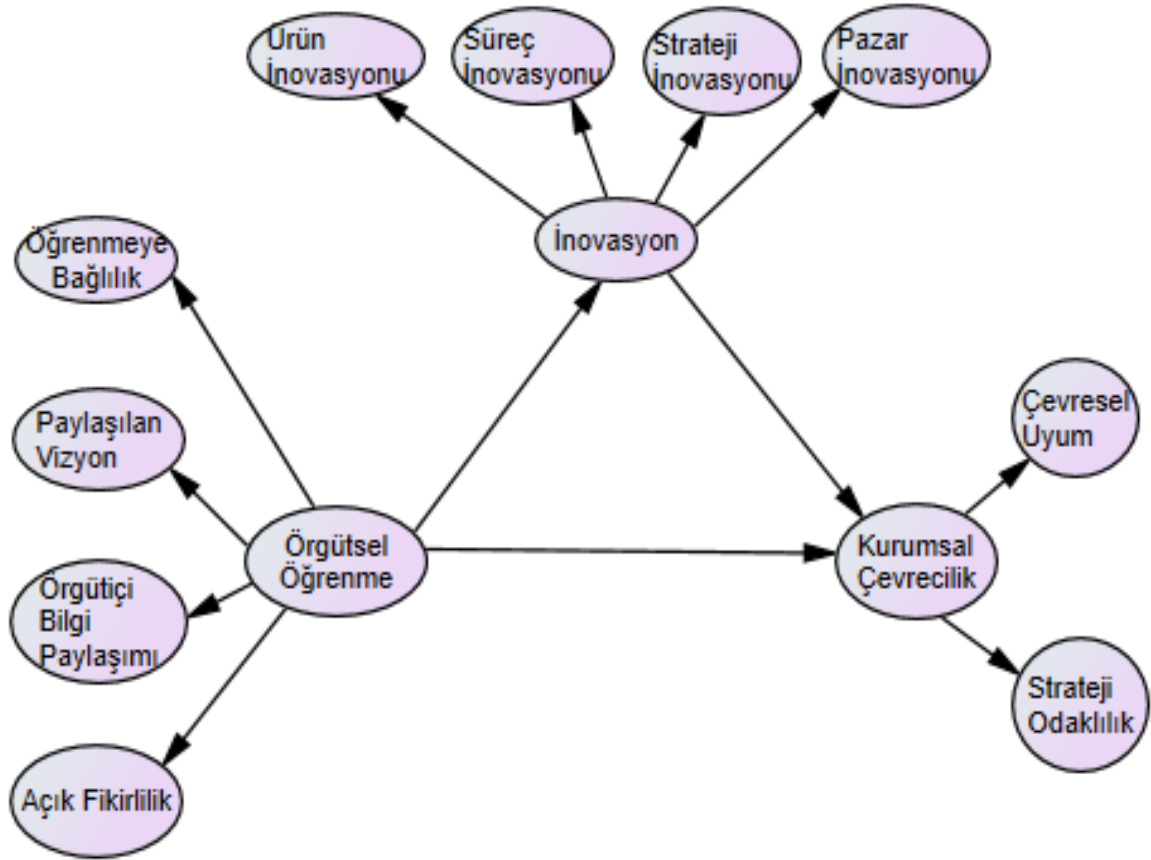 Ürün
İnovasyonu
Süreç
İnovasyonu
Strateji
İnovasyonu
Pazar
İnovasyonu
İnovasyon
Öğrenmeye
Bağlılık
Paylaşılan
Vizyon
Örgütsel
Öğrenme
Örgütiçi
Bilgi
Paylaşımı
Açık Fikirlilik
Kurumsal
Çevrecilik
Çevresel
Uyum
Strateji
Odaklılık